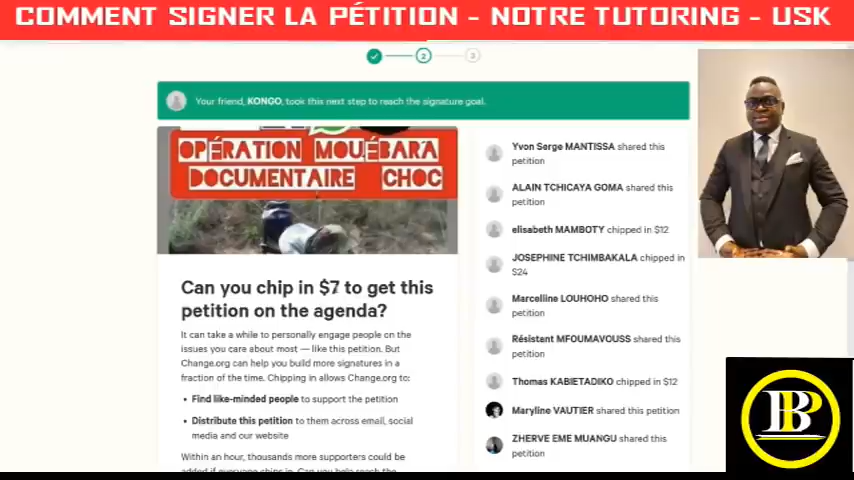 COMMENT SIGNER LA PÉTITION - NOTRE TUTORING - USK
2
3
Your friend, KONGO, took this next step to reach the signature goal.
OPÉRATION MOUÉBARA
DOCUMENTAIRE CHOC
Can you chip in $7 to get this
petition on the agenda?
It can take a while to personally engage people on the
issues you care about most — like this petition. But
Change.org can help you build more signatures in a
fraction of the time. Chipping in allows Change.org to:
• Find like-minded people to support the petition
• Distribute this petition to them across email, social
media and our website
Within an hour, thousands more supporters could be
added if everyone chips in. Can you help reach the
Yvon Serge MANTISSA shared this
petition
ALAIN TCHICAYA GOMA shared this
petition
elisabeth MAMBOTY chipped in $12
JOSEPHINE TCHIMBAKALA chipped in
$24
Marcelline LOUHOHO shared this
petition
Résistant MFOUMAVOUSS shared this
petition
Thomas KABIETADIKO chipped in $12
Maryline VAUTIER shared this petition
ZHERVE EME MUANGU shared this
petition